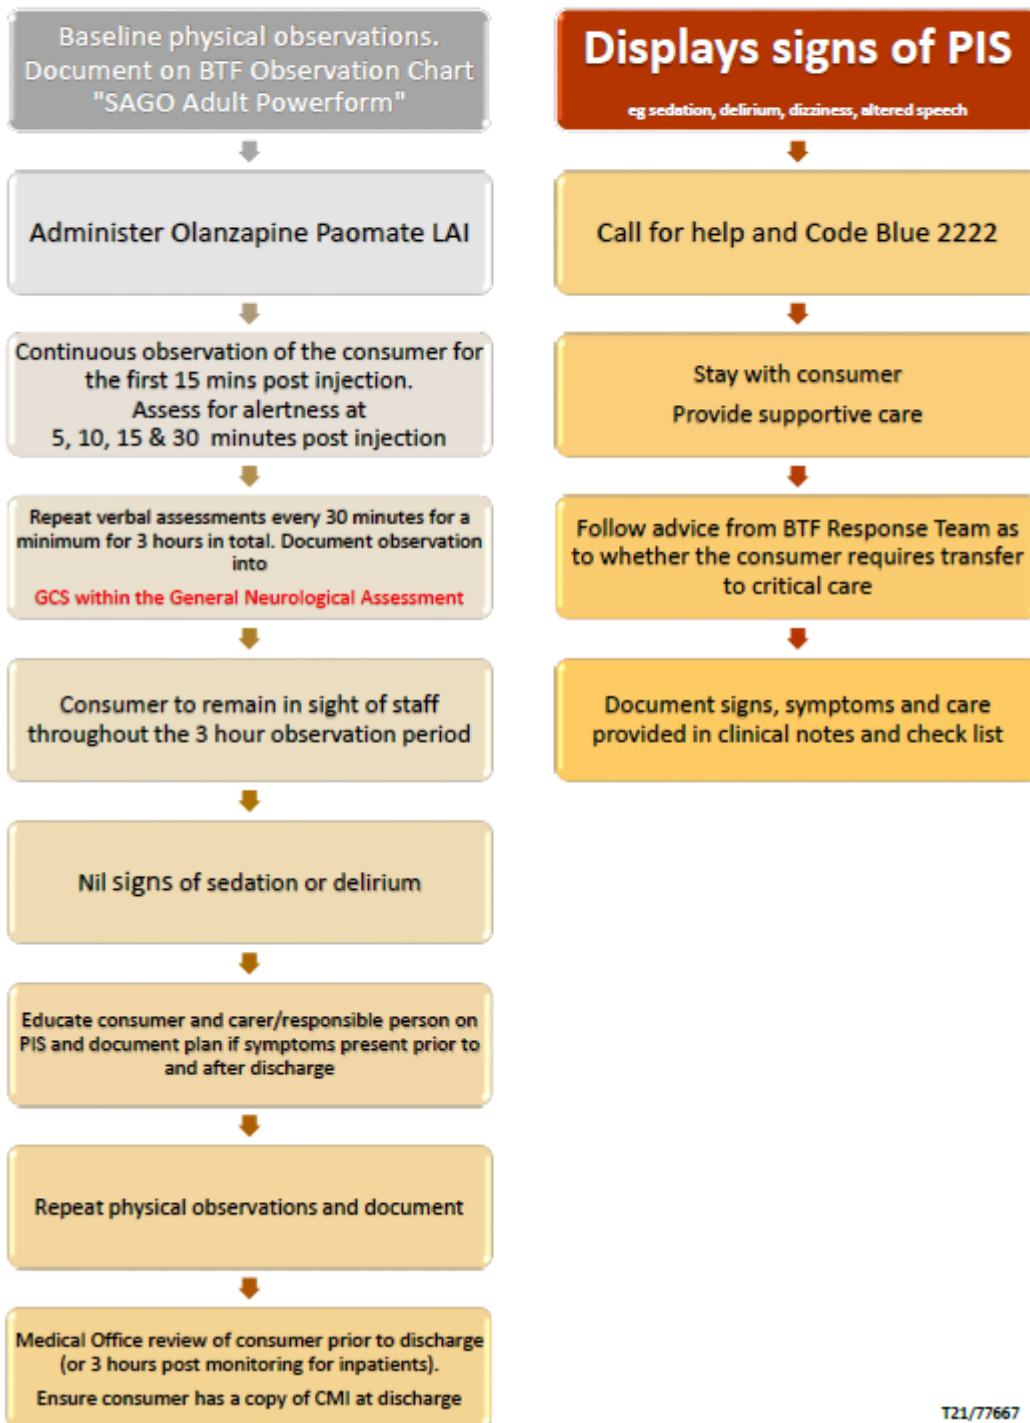 Baseline physical observations.
Document on BTF Observation Chart
"SAGO Adult Powerform"
Administer Olanzapine Paomate LAI
Continuous observation of the consumer for
the first 15 mins post injection.
Assess for alertness at
5, 10, 15 & 30 minutes post injection
Repeat verbal assessments every 30 minutes for a
minimum for 3 hours in total. Document observation
into
GCS within the General Neurological Assessment
Consumer to remain in sight of staff
throughout the 3 hour observation period
Nil signs of sedation or delirium
Educate consumer and carer/responsible person on
PIS and document plan if symptoms present prior to
and after discharge
Repeat physical observations and document
Medical Office review of consumer prior to discharge
(or 3 hours post monitoring for inpatients).
Ensure consumer has a copy of CMI at discharge
Displays signs of PIS
eg sedation, delirium, dizziness, altered speech
Call for help and Code Blue 2222
Stay with consumer
Provide supportive care
Follow advice from BTF Response Team as
to whether the consumer requires transfer
to critical care
Document signs, symptoms and care
provided in clinical notes and check list
T21/77667